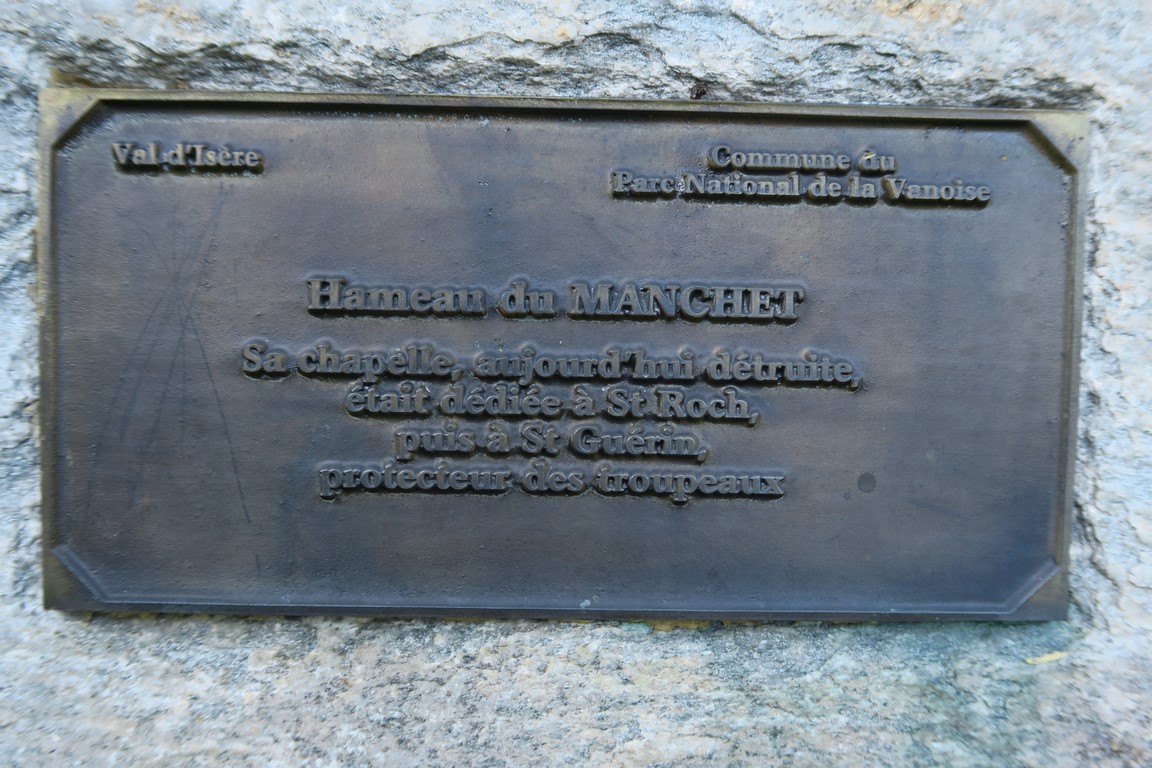 Val d'Isère
Commune du
Parc National de la Vanoise
Hameau du MANCHET
Sa chapelle, aujourd'hui détruite,
était dédiée à St Roch,
puis à St Guérin,
protecteur des troupeaux